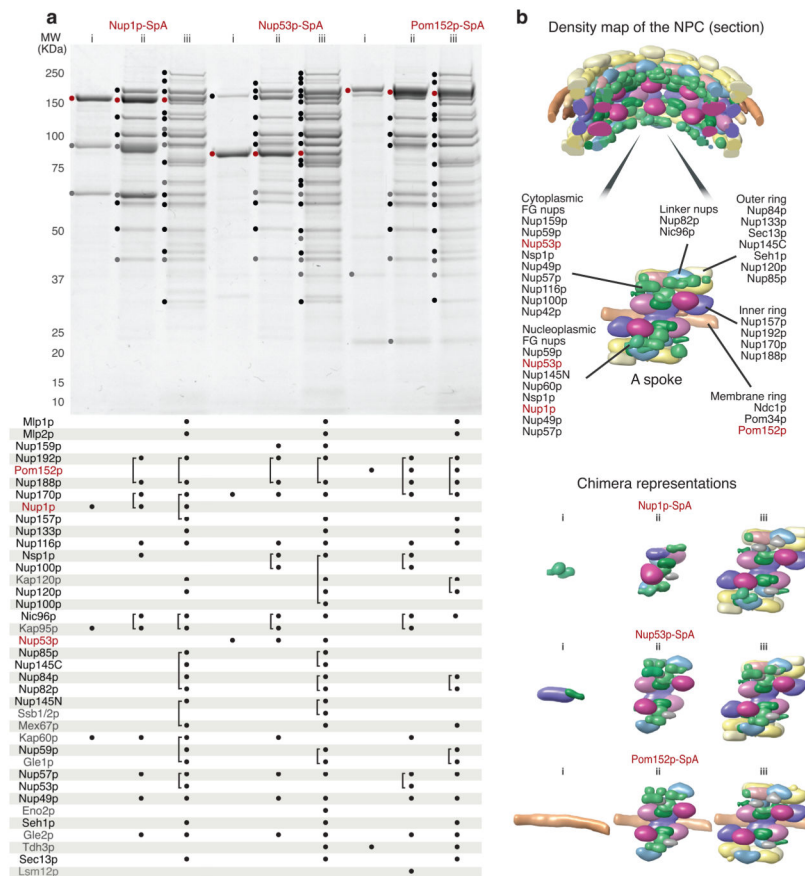 a
Nup1p-SpA Nup53p-SpA Pom152p-SpA
MW
(KDa)
i ii iii i ii iii i ii iii
250
150
100
75
50
37
25
20
15
10
Mlp1p
Mlp2p
Nup159p
Nup192p
Pom152p
Nup188p
Nup170p
Nup1p
Nup157p
Nup133p
Nup116p
Nsp1p
Nup100p
Kap120p
Nup120p
Nup100p
Nic96p
Kap95p
Nup53p
Nup85p
Nup145C
Nup84p
Nup82p
Nup145N
Ssb1/2p
Mex67p
Kap60p
Nup59p
Gle1p
Nup57p
Nup53p
Nup49p
Eno2p
Seh1p
Gle2p
Tdh3p
Sec13p
Lsm12p
b
Density map of the NPC (section)
Cytoplasmic
FG nups
Nup159p
Nup59p
Nup53p
Nsp1p
Nup49p
Nup57p
Nup116p
Nup100p
Nup42p
Nucleoplasmic
FG nups
Nup59p
Nup53p
Nup145N
Nup60p
Nsp1p
Nup1p
Nup49p
Nup57p
Linker nups
Nup82p
Nic96p
Outer ring
Nup84p
Nup133p
Sec13p
Nup145C
Seh1p
Nup120p
Nup85p
Inner ring
Nup157p
Nup192p
Nup170p
Nup188p
A spoke
Membrane ring
Ndc1p
Pom34p
Pom152p
Chimera representations
Nup1p-SpA
i ii iii
Nup53p-SpA
i ii iii
Pom152p-SpA
i ii iii